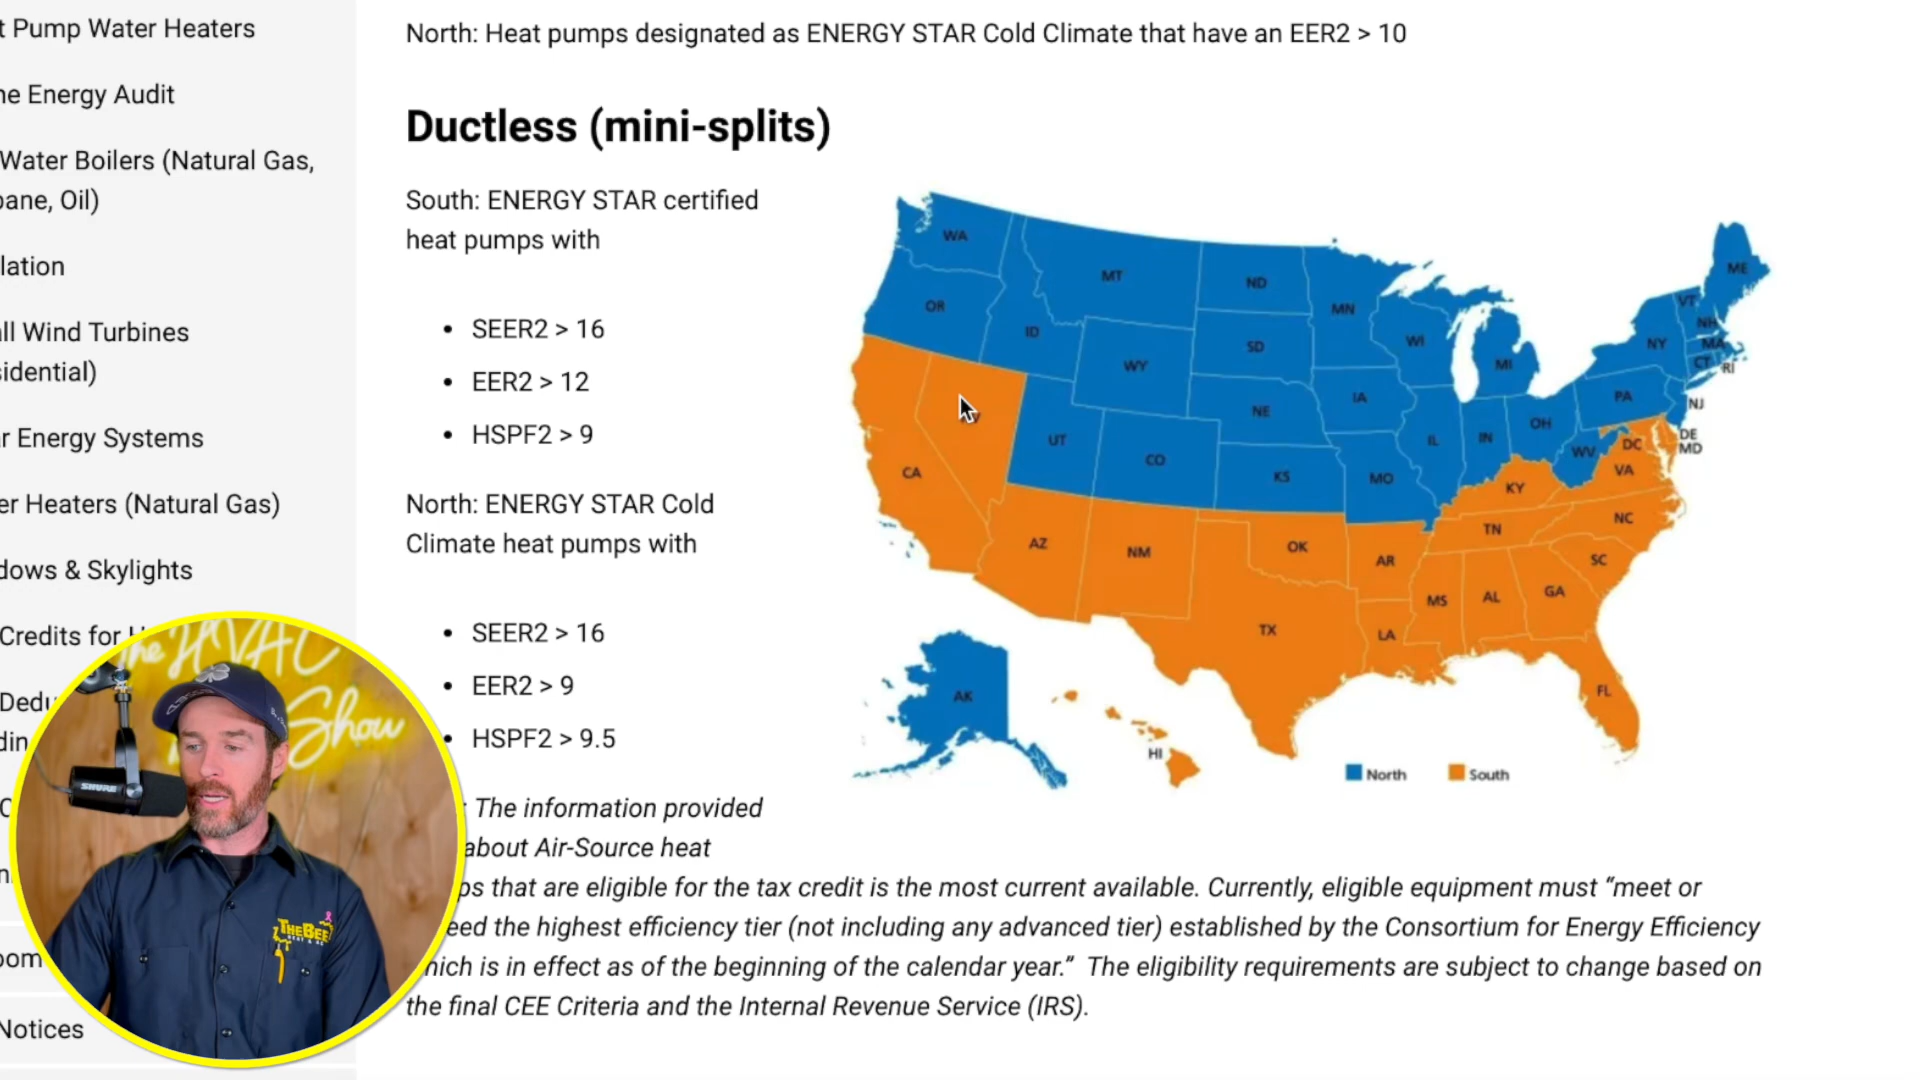 t Pump Water Heaters
ne Energy Audit
Water Boilers (Natural Gas,
pane, Oil)
lation
all Wind Turbines
sidential)
r Energy Systems
er Heaters (Natural Gas)
dows & Skylights
Credits for
Dedu
din
Notices
North: Heat pumps designated as ENERGY STAR Cold Climate that have an EER2 > 10
Ductless (mini-splits)
South: ENERGY STAR certified
heat pumps with
• SEER2 > 16
• EER2 > 12
• HSPF2 > 9
North: ENERGY STAR Cold
Climate heat pumps with
• SEER2 > 16
• EER2 > 9
• HSPF2 > 9.5
: The information provided
about Air-Source heat
ps that are eligible for the tax credit is the most current available. Currently, eligible equipment must “meet or
eed the highest efficiency tier (not including any advanced tier) established by the Consortium for Energy Efficiency
hich is in effect as of the beginning of the calendar year.” The eligibility requirements are subject to change based on
the final CEE Criteria and the Internal Revenue Service (IRS).
WA
MT
ND
MN
ME
VT
NH
OR
ID
SD
WI
NY
MA
CT
RI
WY
MI
NE
IA
PA
NJ
UT
CO
IL
IN
OH
WV
DC
DE
MD
CA
KS
MO
KY
VA
AZ
NM
OK
AR
TN
NC
SC
MS
AL
GA
TX
LA
FL
AK
HI
North
South
The HVAC
Show
SHURE
THEBEE